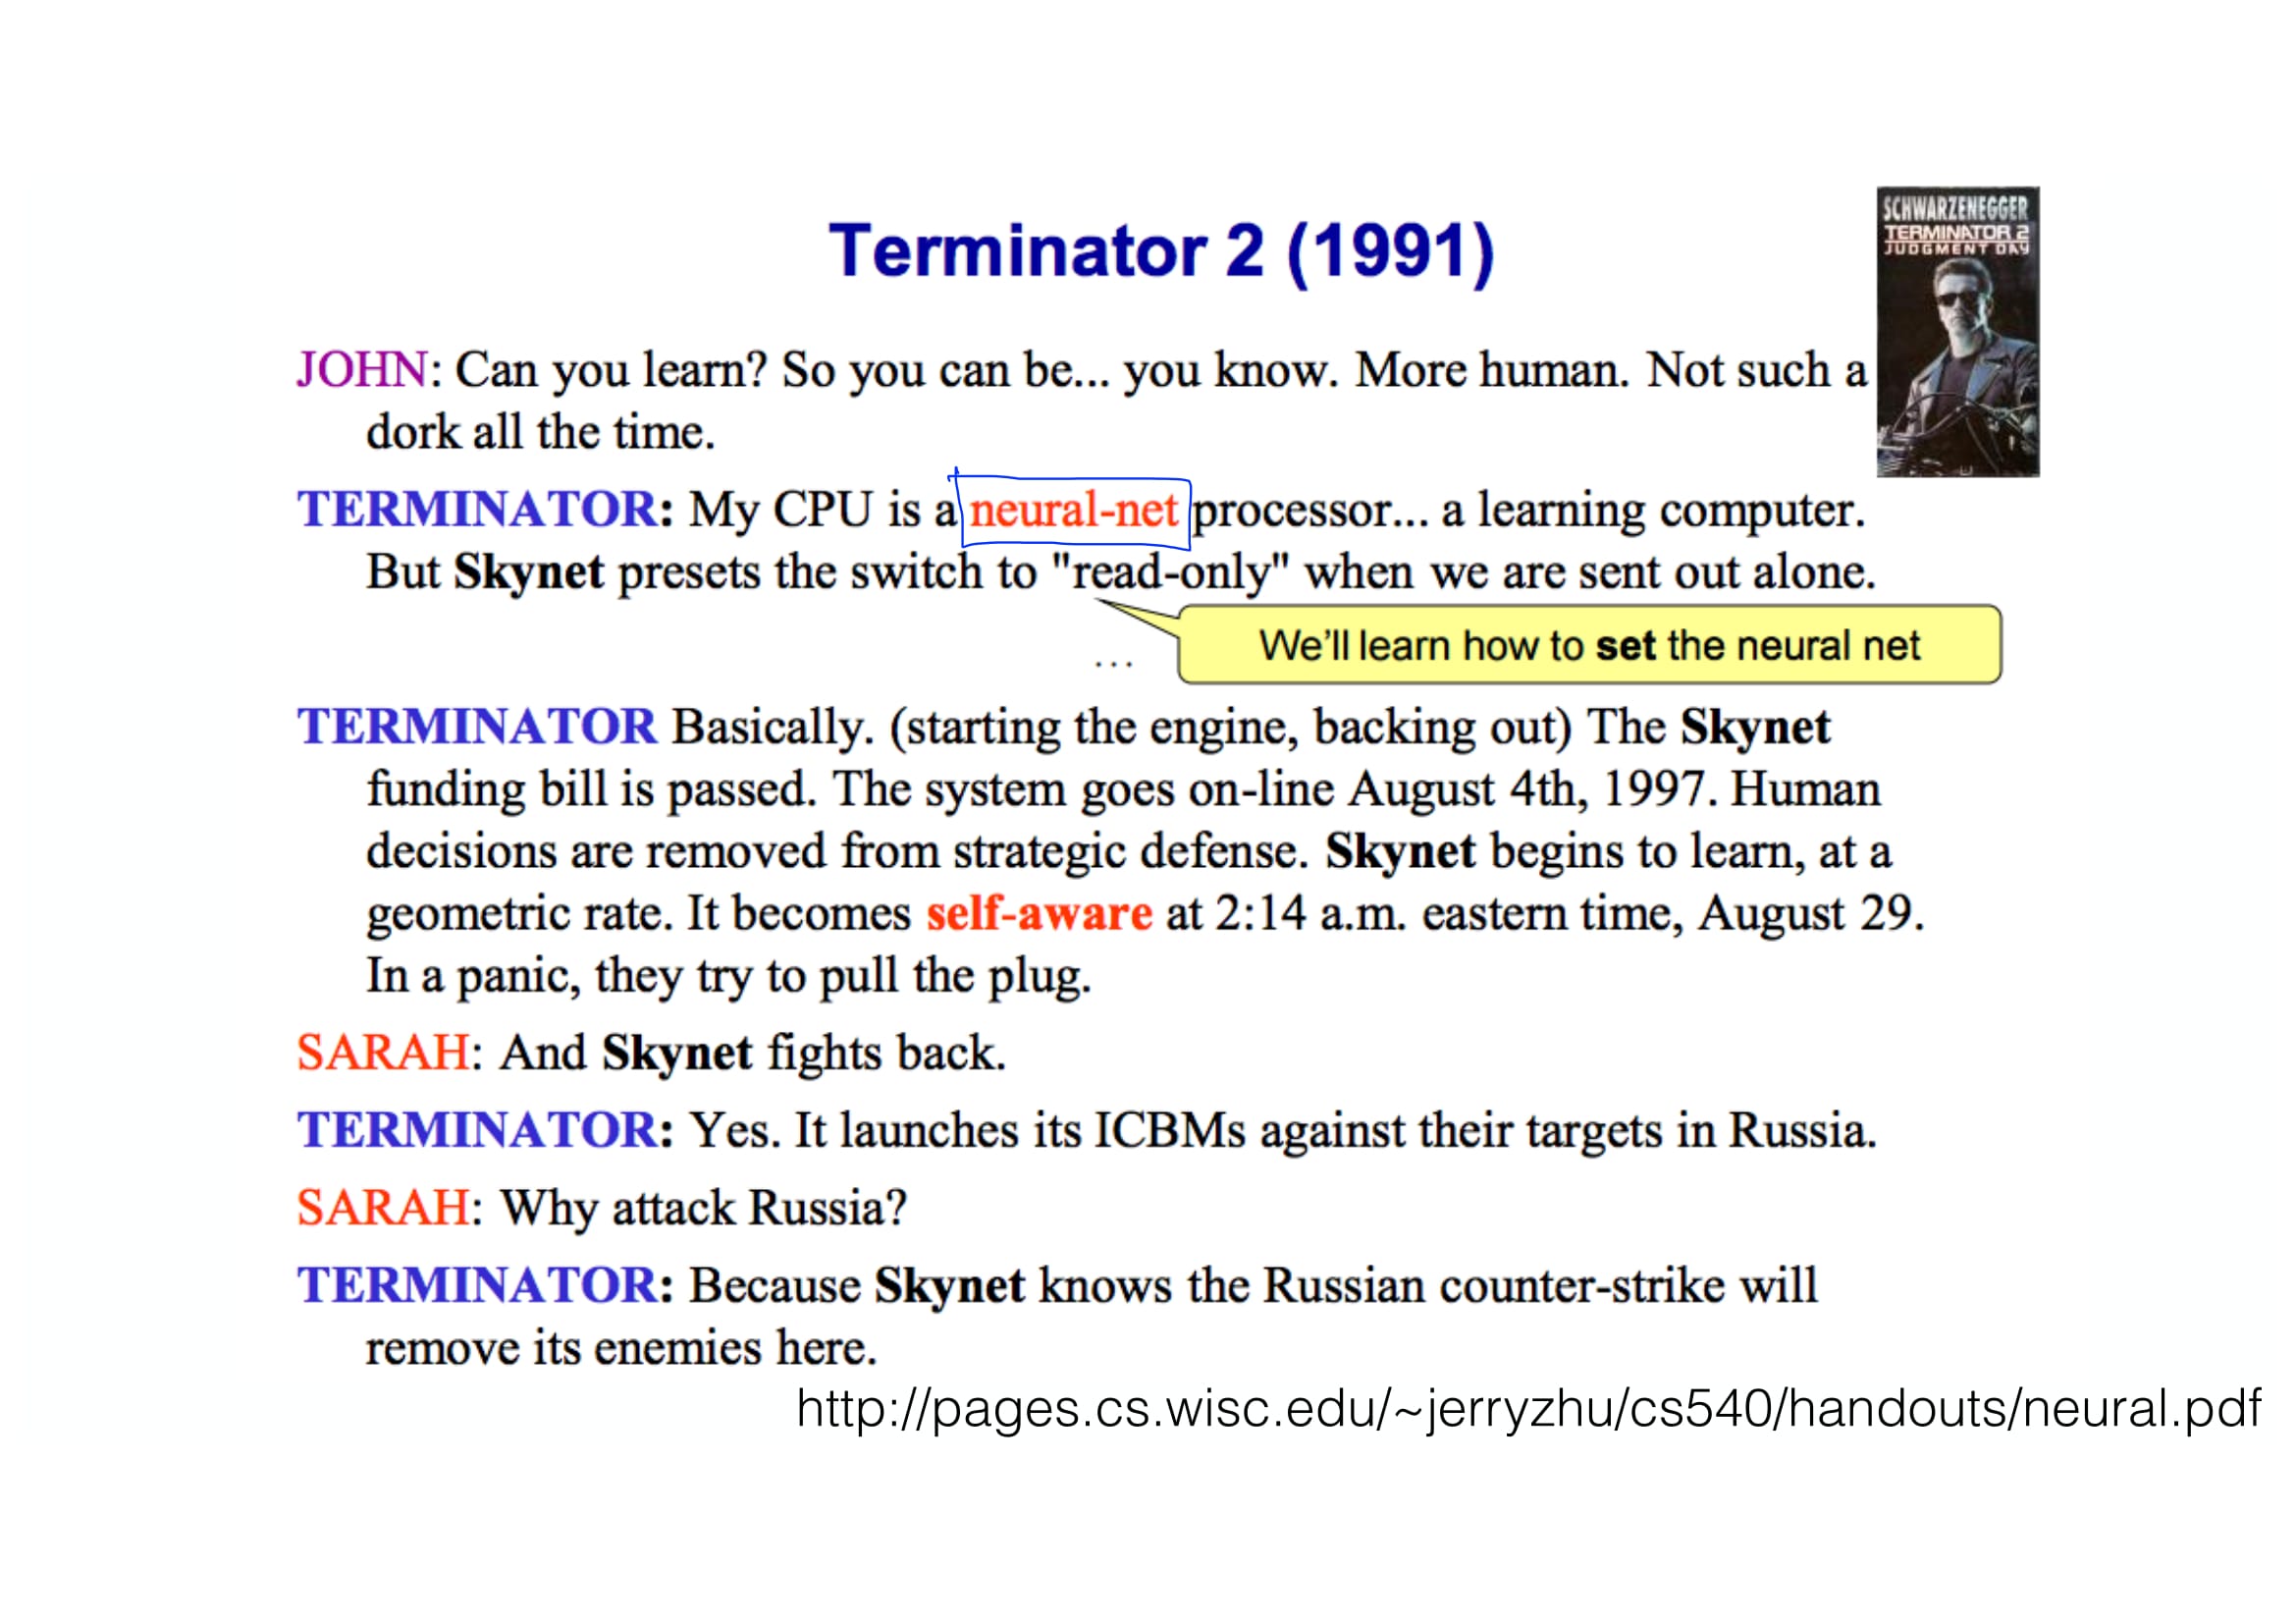 SCHWARZENEGGER
TERMINATOR 2
JUDGMENT DAY
Terminator 2 (1991)
JOHN: Can you learn? So you can be... you know. More human. Not such a
dork all the time.
TERMINATOR: My CPU is a neural-net processor... a learning computer.
But Skynet presets the switch to "read-only" when we are sent out alone.
We'll learn how to set the neural net
...
TERMINATOR Basically. (starting the engine, backing out) The Skynet
funding bill is passed. The system goes on-line August 4th, 1997. Human
decisions are removed from strategic defense. Skynet begins to learn, at a
geometric rate. It becomes self-aware at 2:14 a.m. eastern time, August 29.
In a panic, they try to pull the plug.
SARAH: And Skynet fights back.
TERMINATOR: Yes. It launches its ICBMs against their targets in Russia.
SARAH: Why attack Russia?
TERMINATOR: Because Skynet knows the Russian counter-strike will
remove its enemies here.
http://pages.cs.wisc.edu/~jerryzhu/cs540/handouts/neural.pdf